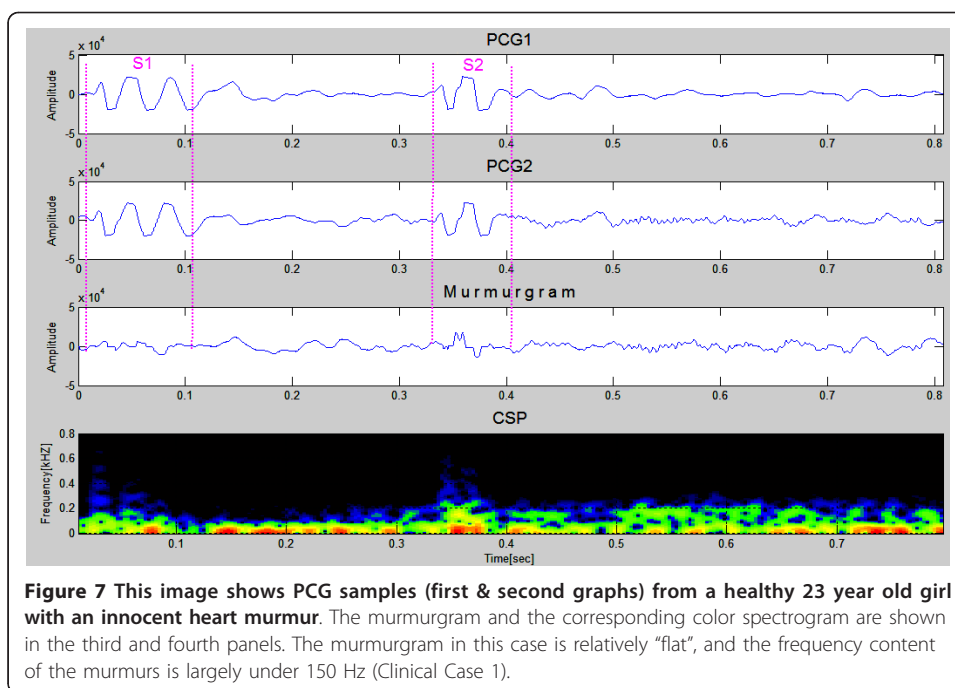 PCG1
x 10⁴
S1
S2
5
0
-5
Amplitude
0 0.1 0.2 0.3 0.4 0.5 0.6 0.7 0.8
PCG2
x 10⁴
5
0
-5
Amplitude
0 0.1 0.2 0.3 0.4 0.5 0.6 0.7 0.8
Murmurgram
x 10⁴
5
0
-5
Amplitude
0 0.1 0.2 0.3 0.4 0.5 0.6 0.7 0.8
CSP
0.8
0.6
0.4
0.2
0
Frequency[kHZ
0.1 0.2 0.3 0.4 0.5 0.6 0.7
Time[sec]
Figure 7 This image shows PCG samples (first & second graphs) from a healthy 23 year old girl
with an innocent heart murmur. The murmurgram and the corresponding color spectrogram are shown
in the third and fourth panels. The murmurgram in this case is relatively “flat”, and the frequency content
of the murmurs is largely under 150 Hz (Clinical Case 1).